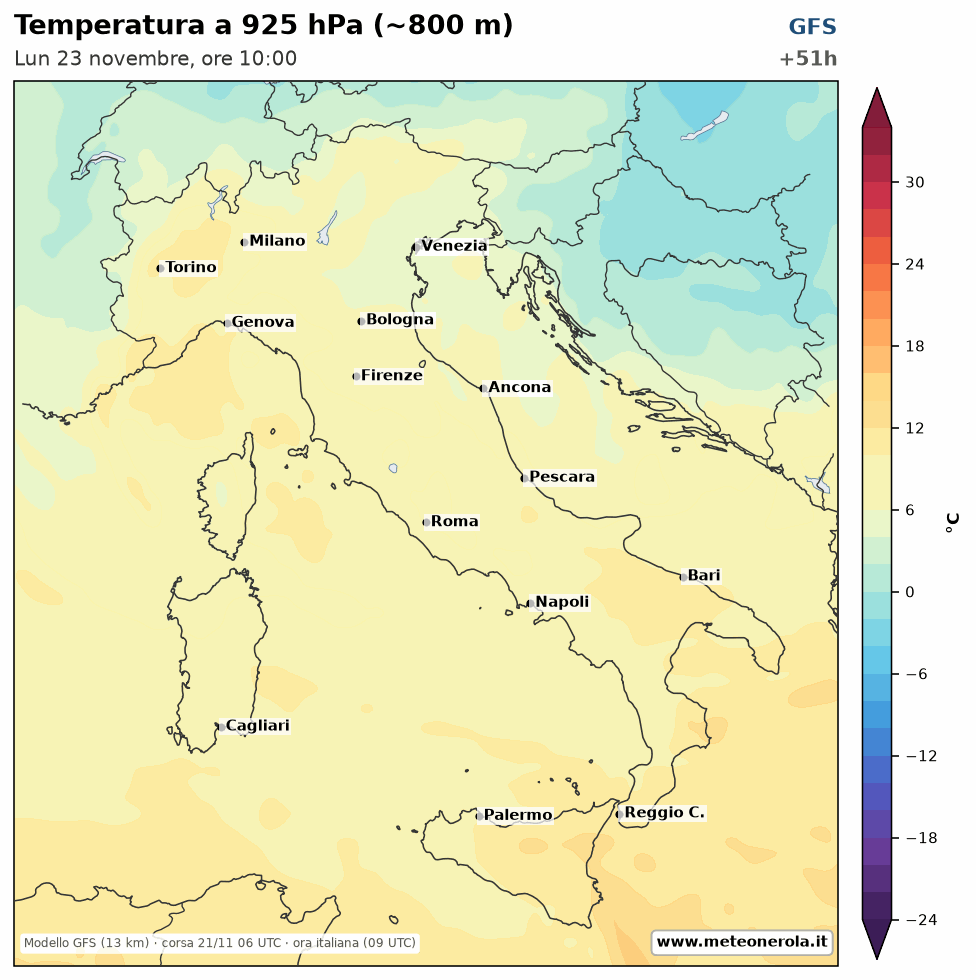 Temperatura a 925 hPa (~800 m)
GFS
Lun 23 novembre, ore 10:00
+51h
Milano
Venezia
Torino
Genova
Bologna
Firenze
Ancona
Pescara
Roma
Bari
Napoli
Cagliari
Palermo
Reggio C.
30
24
18
12
6
0
−6
−12
−18
−24
°C
Modello GFS (13 km) · corsa 21/11 06 UTC · ora italiana (09 UTC)
www.meteonerola.it